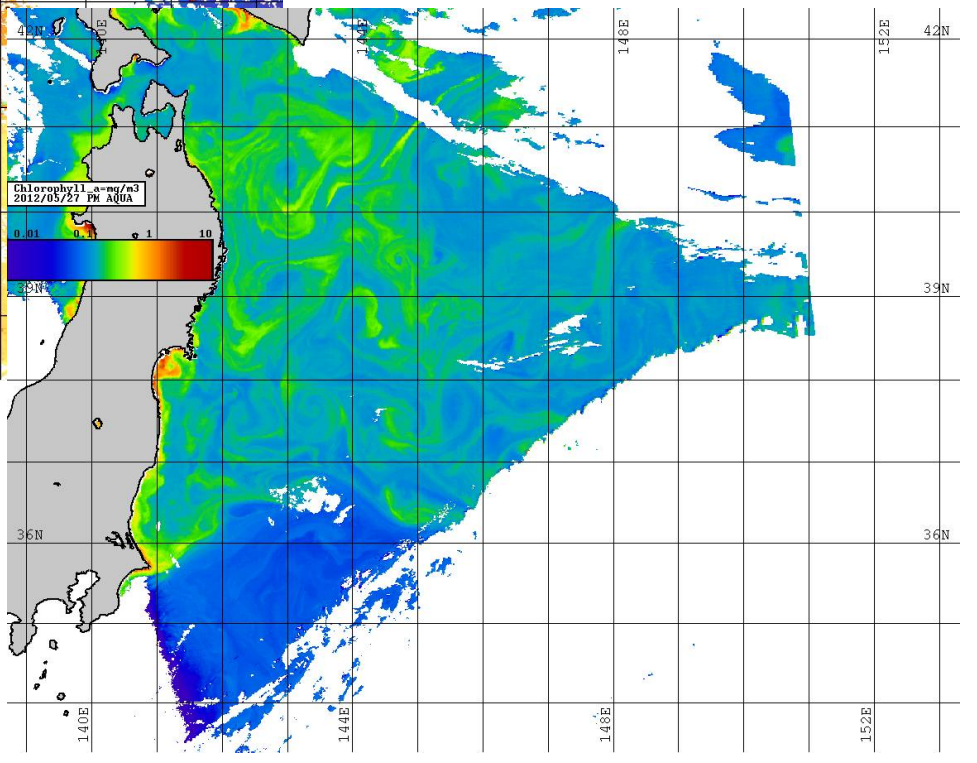 42N 140E 144E 148E 152E 42N
Chlorophyll_a=mg/m3
2012/05/27 PM AQUA
0.01 0.1 1 10
39N 39N
36N 36N
140E 144E 148E 152E